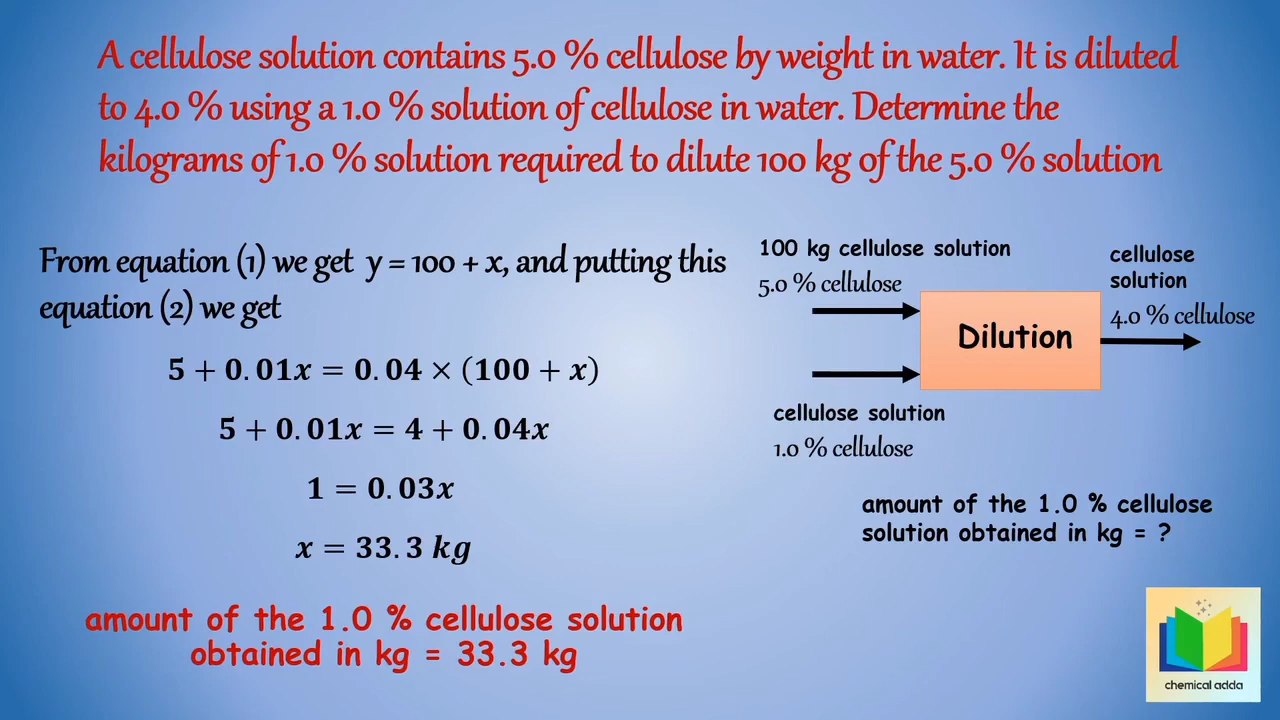 A cellulose solution contains 5.0 % cellulose by weight in water. It is diluted
to 4.0 % using a 1.0 % solution of cellulose in water. Determine the
kilograms of 1.0 % solution required to dilute 100 kg of the 5.0 % solution
From equation (1) we get y = 100 + x, and putting this
equation (2) we get
5 + 0.01x = 0.04 × (100 + x)
5 + 0.01x = 4 + 0.04x
1 = 0.03x
x = 33.3 kg
amount of the 1.0 % cellulose solution
obtained in kg = 33.3 kg
100 kg cellulose solution
5.0 % cellulose
cellulose
solution
4.0 % cellulose
Dilution
cellulose solution
1.0 % cellulose
amount of the 1.0 % cellulose
solution obtained in kg = ?
chemical adda